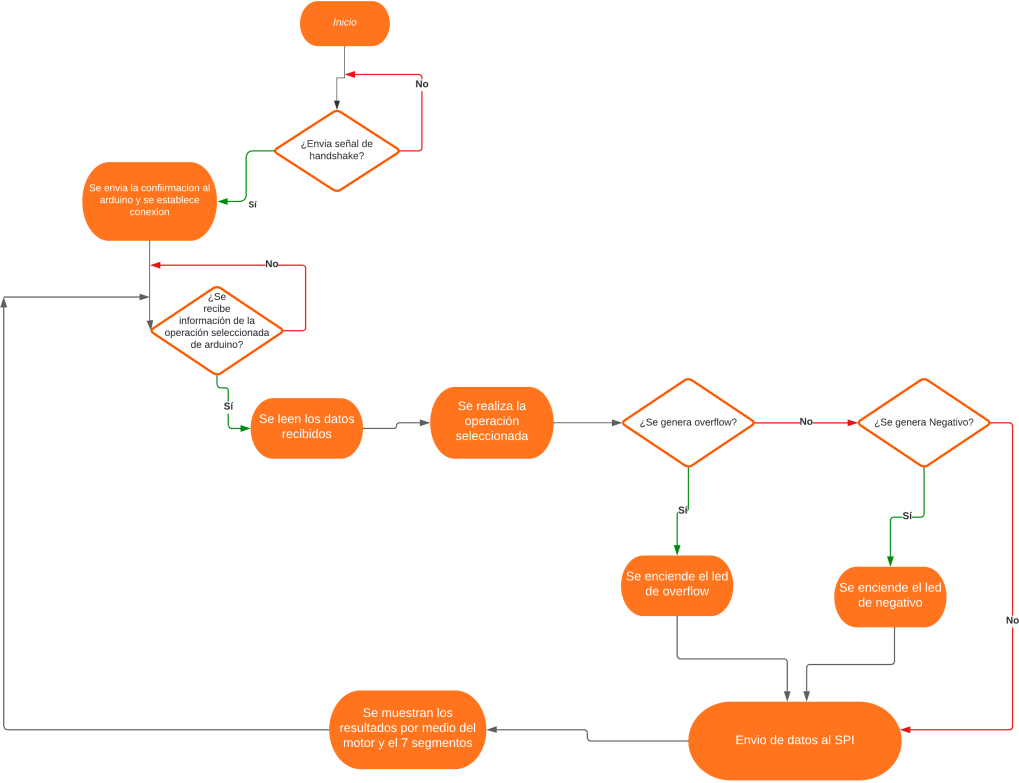 Inicio
No
¿Envia señal de
handshake?
Sí
Se envia la confiirmacion al
arduino y se establece
conexion
No
¿Se
recibe
información de la
operación seleccionada
de arduino?
Sí
Se leen los datos
recibidos
Se realiza la
operación
seleccionada
¿Se genera overflow?
No
¿Se genera Negativo?
Sí
Sí
Se enciende el led
de overflow
Se enciende el led
de negativo
No
Se muestran los
resultados por medio del
motor y el 7 segmentos
Envio de datos al SPI